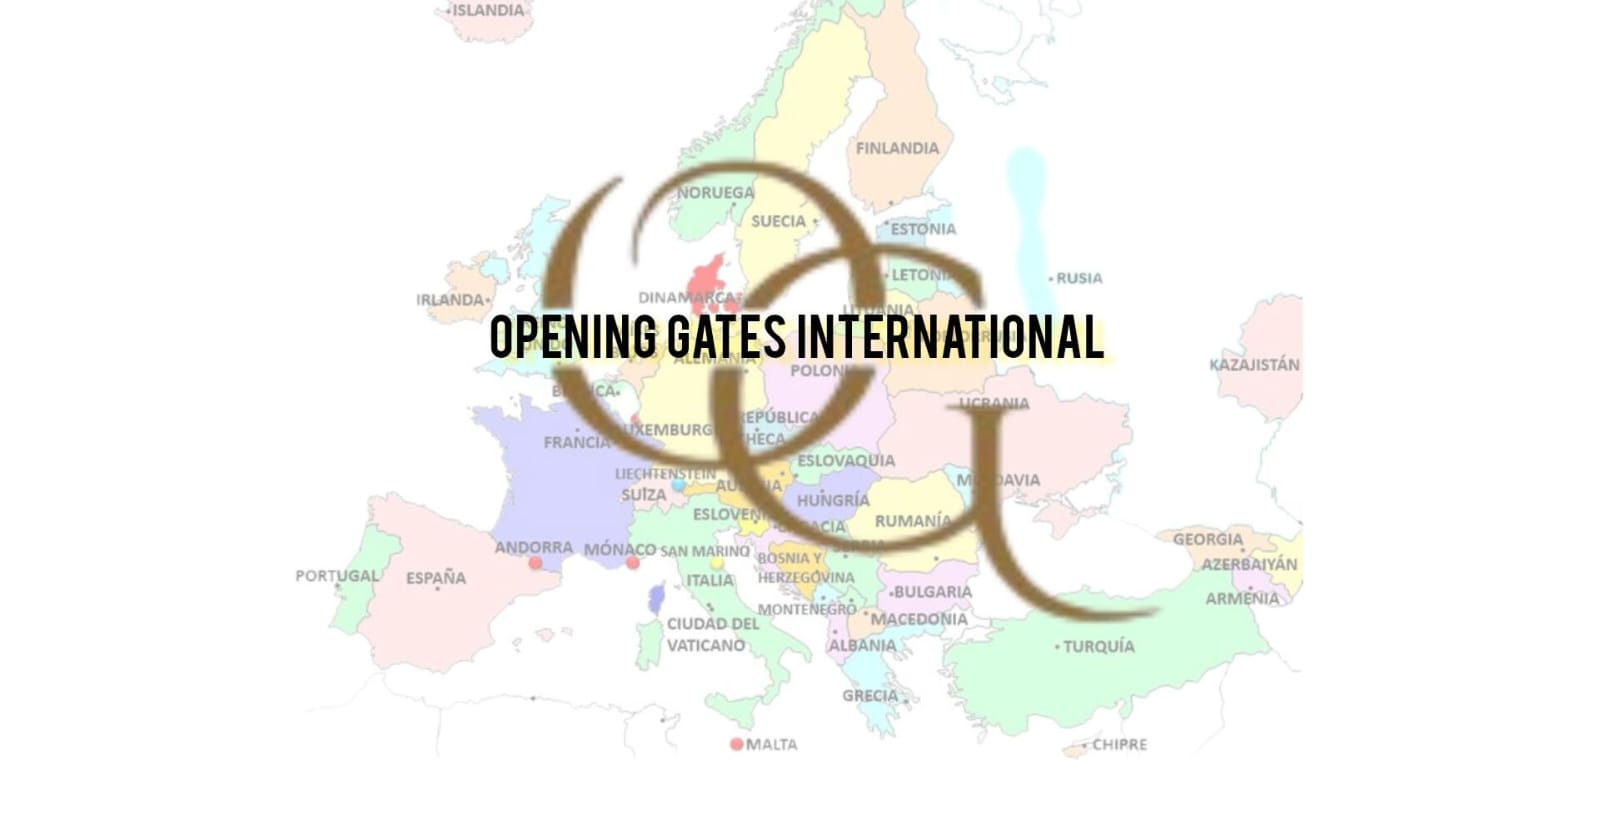 ISLANDIA
FINLANDIA
NORUEGA
SUECIA
ESTONIA
LETONIA
RUSIA
IRLANDA
DINAMARCA
LITUANIA
OPENING GATES INTERNATIONAL
ALEMANIA
POLONIA
KAZAJISTÁN
UCRANIA
REPÚBLICA
CHECA
LUXEMBURGO
FRANCIA
ESLOVAQUIA
LIECHTENSTEIN
SUIZA
AUSTRIA
MOLDAVIA
HUNGRÍA
ESLOVENIA
CROACIA
RUMANÍA
GEORGIA
ANDORRA
MÓNACO
SAN MARINO
SERBIA
BOSNIA Y
HERZEGOVINA
AZERBAIYÁN
PORTUGAL
ESPAÑA
ITALIA
BULGARIA
ARMENIA
MONTENEGRO
MACEDONIA
CIUDAD DEL
VATICANO
ALBANIA
TURQUÍA
GRECIA
MALTA
CHIPRE